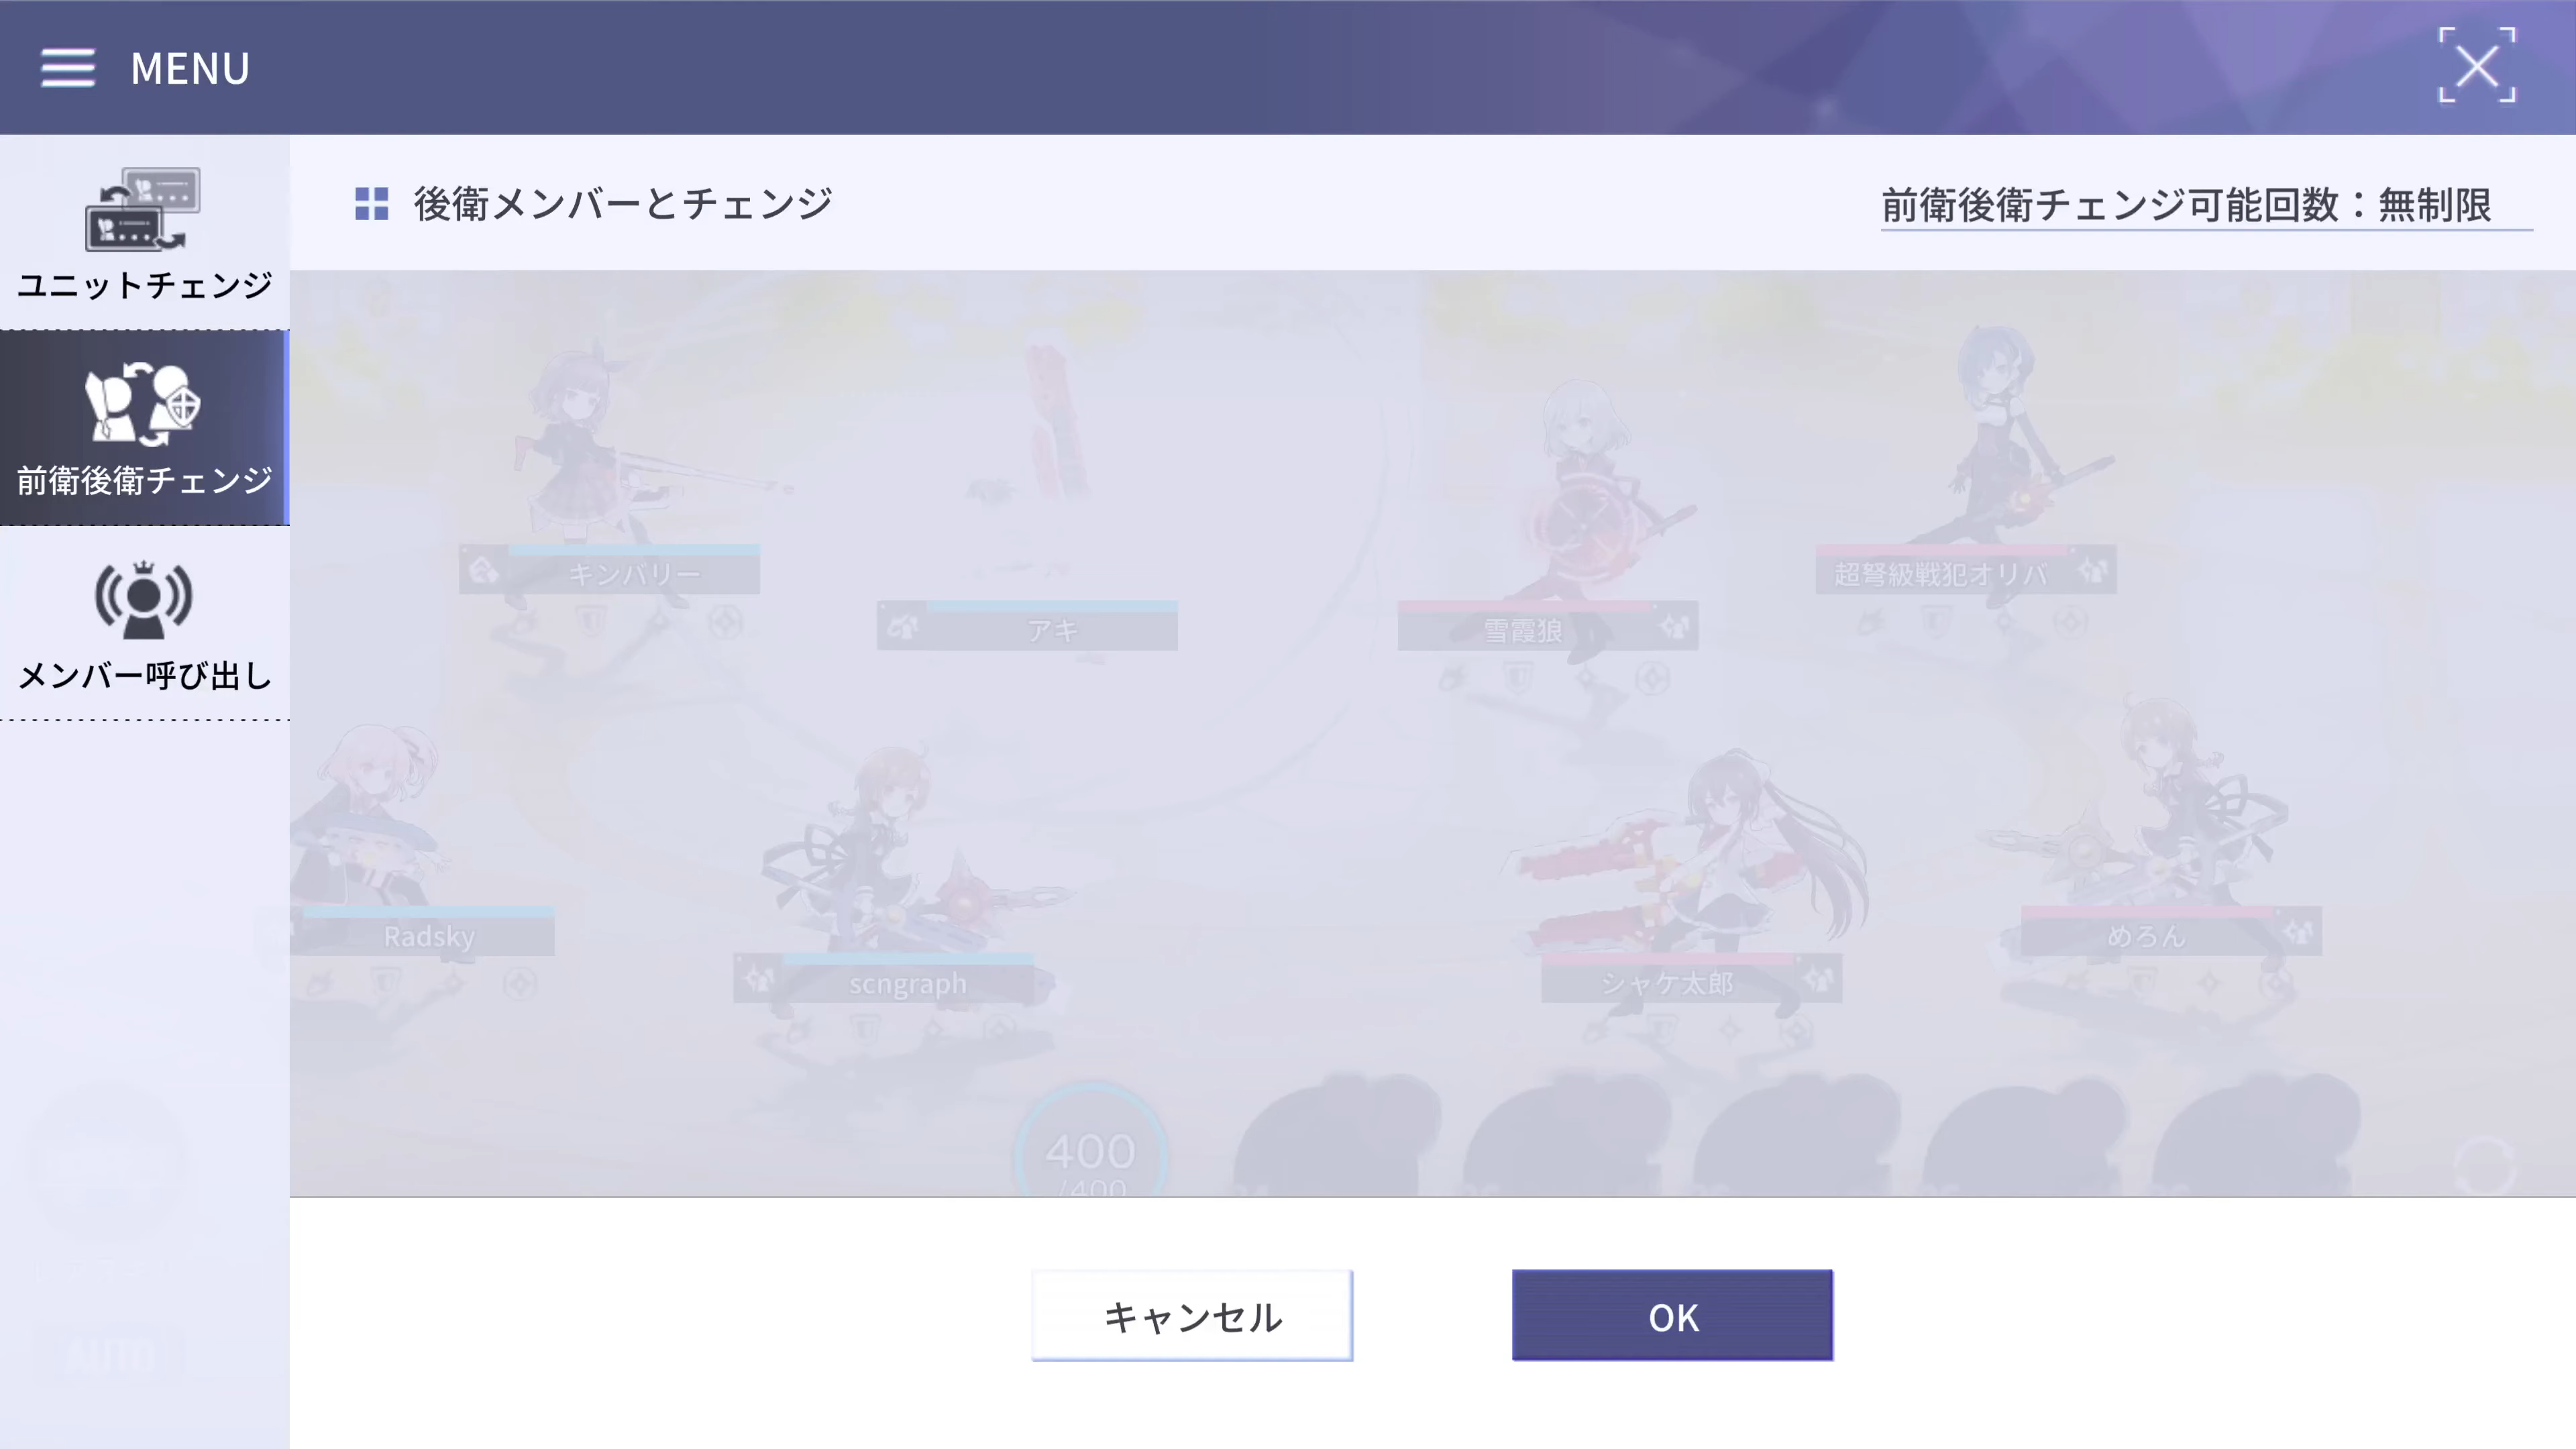 MENU
ユニットチェンジ
前衛後衛チェンジ
メンバー呼び出し
後衛メンバーとチェンジ
前衛後衛チェンジ可能回数：無制限
キンバリー
アキ
雪霞狼
超弩級戦犯オリバ
Radsky
scngraph
シャケ太郎
めろん
400
/400
AUTO
キャンセル
OK